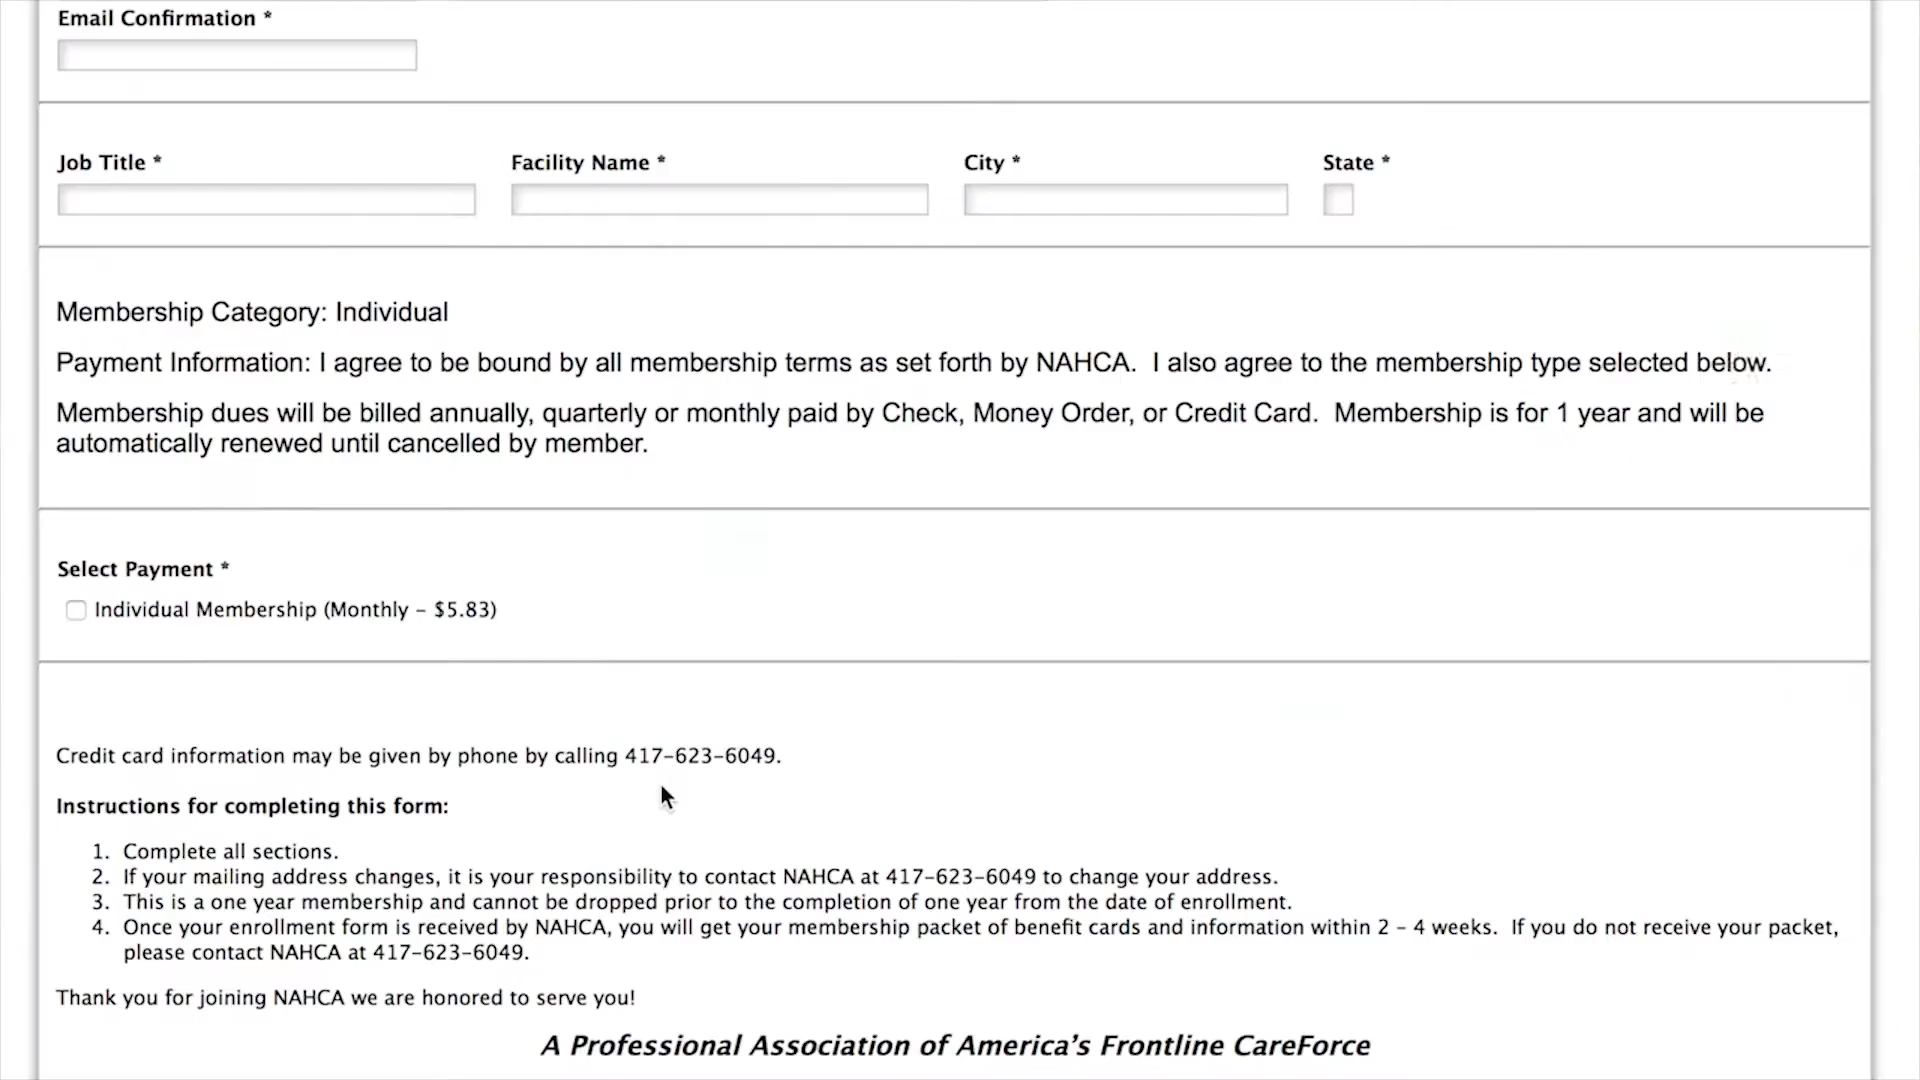 Email Confirmation *
Job Title * Facility Name * City * State *
Membership Category: Individual
Payment Information: I agree to be bound by all membership terms as set forth by NAHCA.  I also agree to the membership type selected below.
Membership dues will be billed annually, quarterly or monthly paid by Check, Money Order, or Credit Card.  Membership is for 1 year and will be
automatically renewed until cancelled by member.
Select Payment *
Individual Membership (Monthly – $5.83)
Credit card information may be given by phone by calling 417–623–6049.
Instructions for completing this form:
1. Complete all sections.
2. If your mailing address changes, it is your responsibility to contact NAHCA at 417–623–6049 to change your address.
3. This is a one year membership and cannot be dropped prior to the completion of one year from the date of enrollment.
4. Once your enrollment form is received by NAHCA, you will get your membership packet of benefit cards and information within 2 – 4 weeks.  If you do not receive your packet,
please contact NAHCA at 417–623–6049.
Thank you for joining NAHCA we are honored to serve you!
A Professional Association of America’s Frontline CareForce